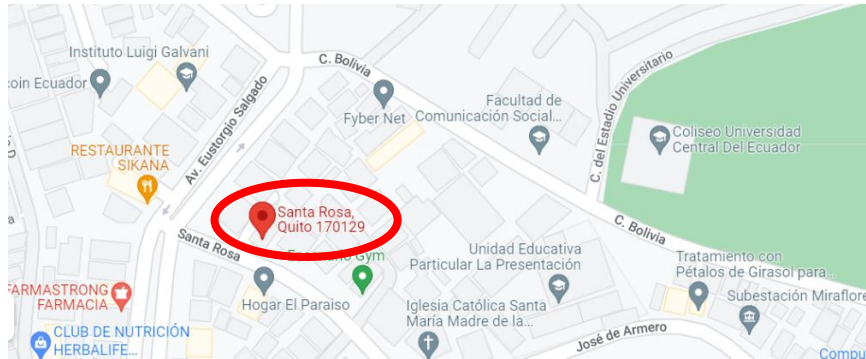 Instituto Luigi Galvani
C. Bolivia
coin Ecuador
Av. Eustorgio Salgado
Fyber Net
Facultad de
Comunicación Social...
C. del Estadio Universitario
Coliseo Universidad
Central Del Ecuador
RESTAURANTE
SIKANA
Santa Rosa,
Quito 170129
Santa Rosa
Gym
C. Bolivia
Unidad Educativa
Particular La Presentación
Tratamiento con
Pétalos de Girasol para...
FARMASTRONG
FARMACIA
Hogar El Paraiso
Iglesia Católica Santa
María Madre de la...
Subestación Miraflore
José de Armero
CLUB DE NUTRICIÓN
HERBALIFE...
Compu